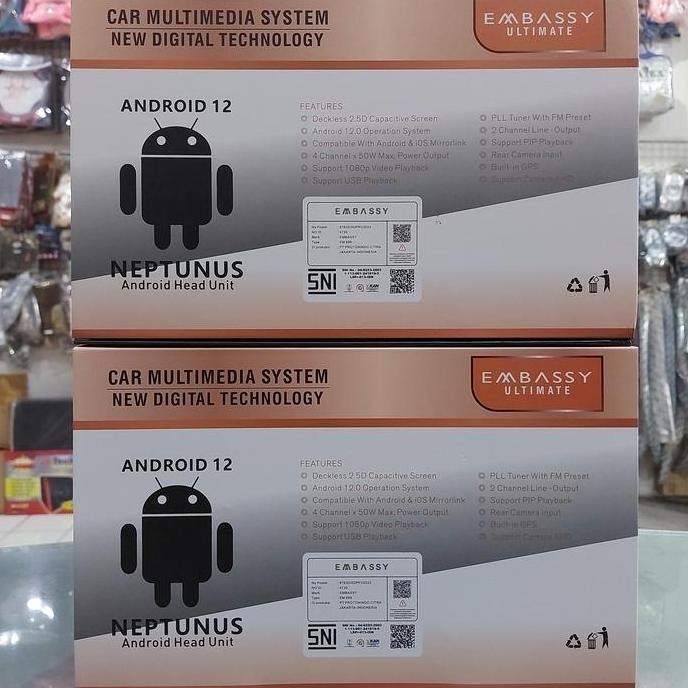 CAR MULTIMEDIA SYSTEM
NEW DIGITAL TECHNOLOGY
EMBASSY
ULTIMATE
ANDROID 12
NEPTUNUS
Android Head Unit
FEATURES
Deckless 2.5D Capacitive Screen
Android 12.0 Operation System
Compatible With Android & iOS Mirrorlink
4 Channel x 50W Max, Power Output
Support 1080p Video Playback
Support USB Playback
PLL Tuner With FM Preset
2 Channel Line-Output
Support PIP Playback
Rear Camera Input
Built-in GPS
EMBASSY
SNI
CAR MULTIMEDIA SYSTEM
NEW DIGITAL TECHNOLOGY
EMBASSY
ULTIMATE
ANDROID 12
NEPTUNUS
Android Head Unit
FEATURES
Deckless 2.5D Capacitive Screen
Android 12.0 Operation System
Compatible With Android & iOS Mirrorlink
4 Channel x 50W Max, Power Output
Support 1080p Video Playback
Support USB Playback
PLL Tuner With FM Preset
2 Channel Line-Output
Support PIP Playback
Rear Camera Input
Built-in GPS
EMBASSY
SNI